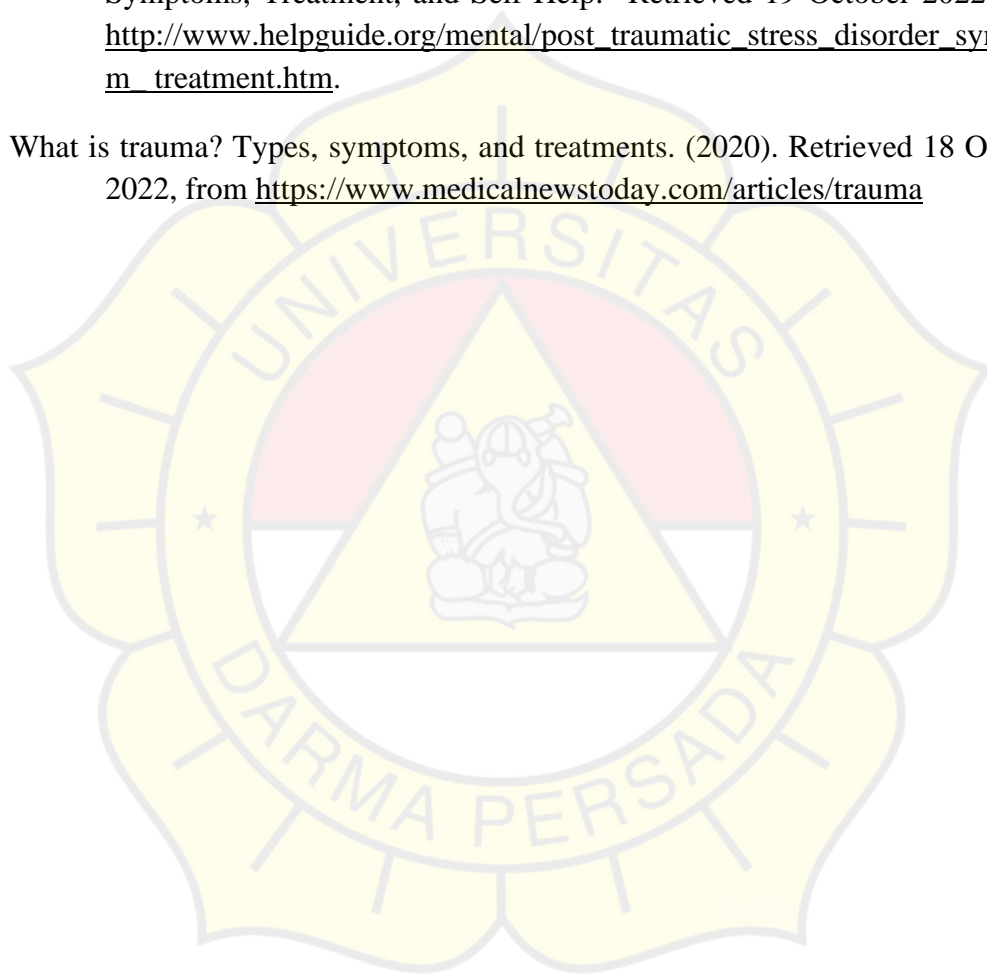 Symptoms, Treatment, and Self Help." Retrieved 19 October 2022
http://www.helpguide.org/mental/post_traumatic_stress_disorder_syr
m_ treatment.htm.
What is trauma? Types, symptoms, and treatments. (2020). Retrieved 18 O
2022, from https://www.medicalnewstoday.com/articles/trauma
UNIVERSITAS
DARMA PERSADA